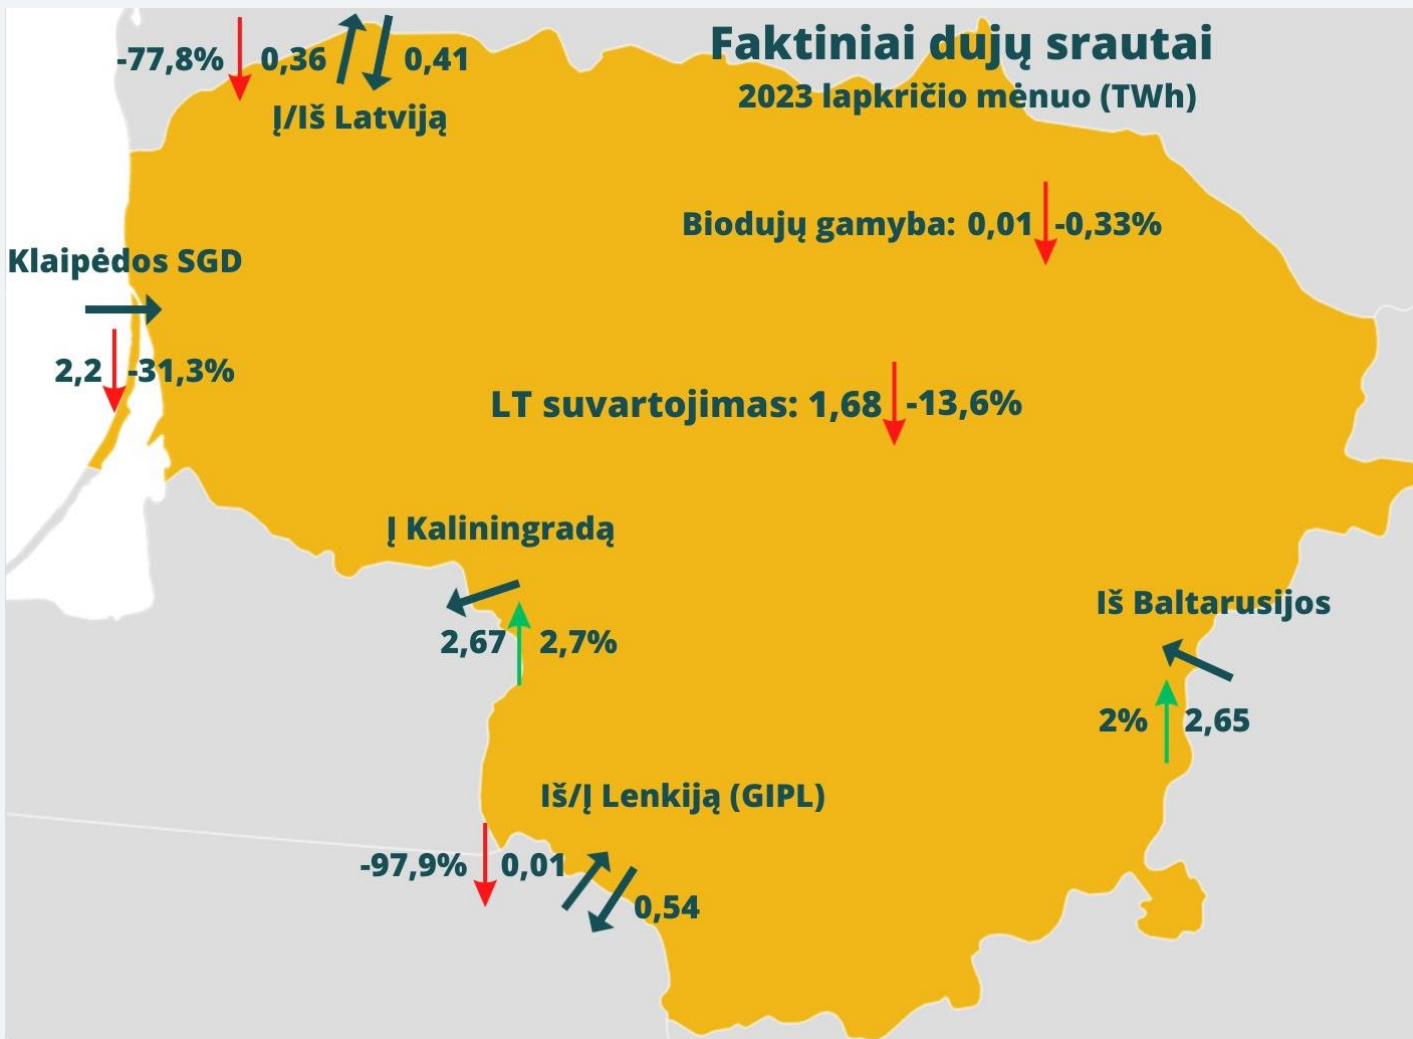 Faktiniai dujų srautai
2023 lapkričio mėnuo (TWh)
-77,8% 0,36 0,41
Į/Iš Latviją
Biodujų gamyba: 0,01 -0,33%
Klaipėdos SGD
2,2 -31,3%
LT suvartojimas: 1,68 -13,6%
Į Kaliningradą
2,67 2,7%
Iš Baltarusijos
2% 2,65
Iš/Į Lenkiją (GIPL)
-97,9% 0,01
0,54